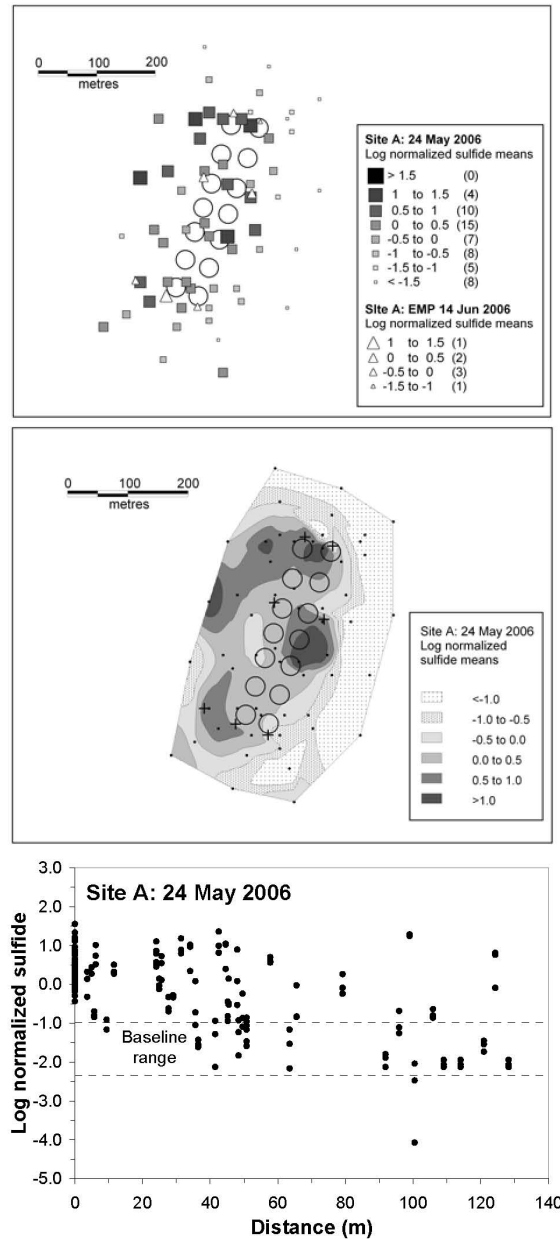 0 100 200
metres
Site A: 24 May 2006
Log normalized sulfide means
> 1.5 (0)
1 to 1.5 (4)
0.5 to 1 (10)
0 to 0.5 (15)
-0.5 to 0 (7)
-1 to -0.5 (8)
-1.5 to -1 (5)
< -1.5 (8)
Site A: EMP 14 Jun 2006
Log normalized sulfide means
1 to 1.5 (1)
0 to 0.5 (2)
-0.5 to 0 (3)
-1.5 to -1 (1)
0 100 200
metres
Site A: 24 May 2006
Log normalized
sulfide means
<-1.0
-1.0 to -0.5
-0.5 to 0.0
0.0 to 0.5
0.5 to 1.0
>1.0
Site A: 24 May 2006
Log normalized sulfide
3.0
2.0
1.0
0.0
-1.0
-2.0
-3.0
-4.0
-5.0
Baseline
range
0 20 40 60 80 100 120 140
Distance (m)